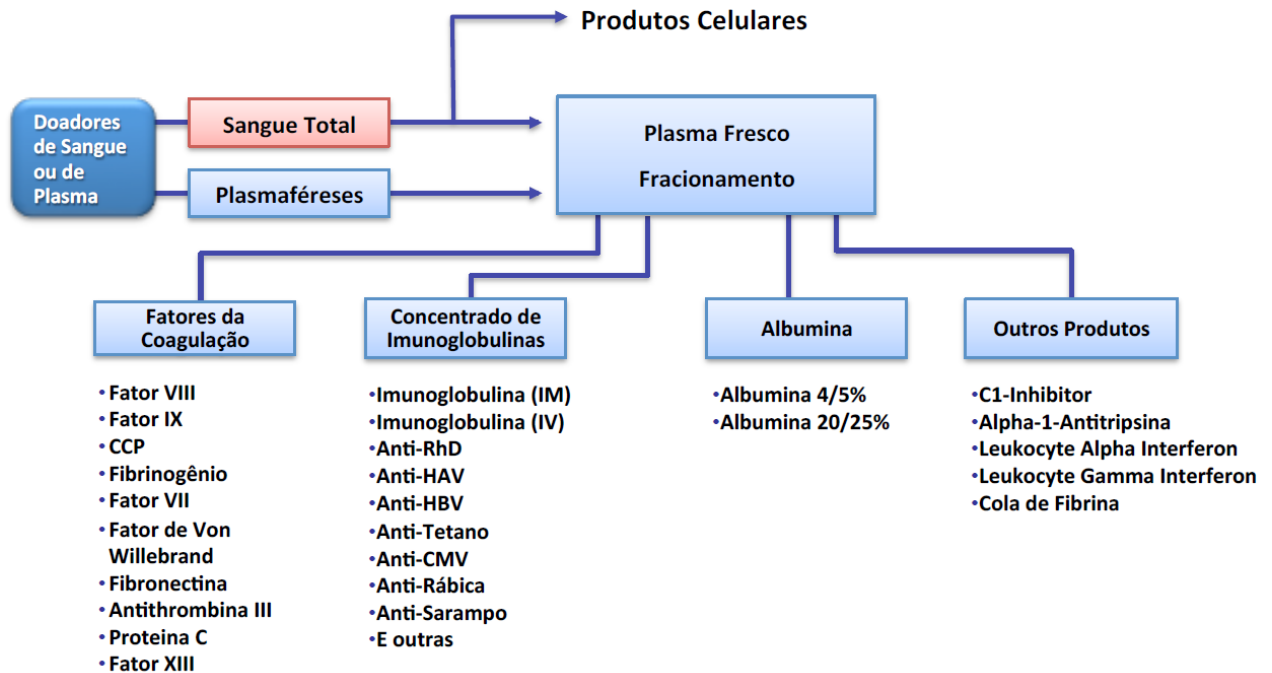 Produtos Celulares
Doadores
de Sangue
ou de
Plasma
Sangue Total
Plasmaféreses
Plasma Fresco
Fracionamento
Fatores da
Coagulação
•Fator VIII
•Fator IX
•CCP
•Fibrinogênio
•Fator VII
•Fator de Von
Willebrand
•Fibronectina
•Antithrombina III
•Proteina C
•Fator XIII
Concentrado de
Imunoglobulinas
•Imunoglobulina (IM)
•Imunoglobulina (IV)
•Anti-RhD
•Anti-HAV
•Anti-HBV
•Anti-Tetano
•Anti-CMV
•Anti-Rábica
•Anti-Sarampo
•E outras
Albumina
•Albumina 4/5%
•Albumina 20/25%
Outros Produtos
•C1-Inhibitor
•Alpha-1-Antitripsina
•Leukocyte Alpha Interferon
•Leukocyte Gamma Interferon
•Cola de Fibrina